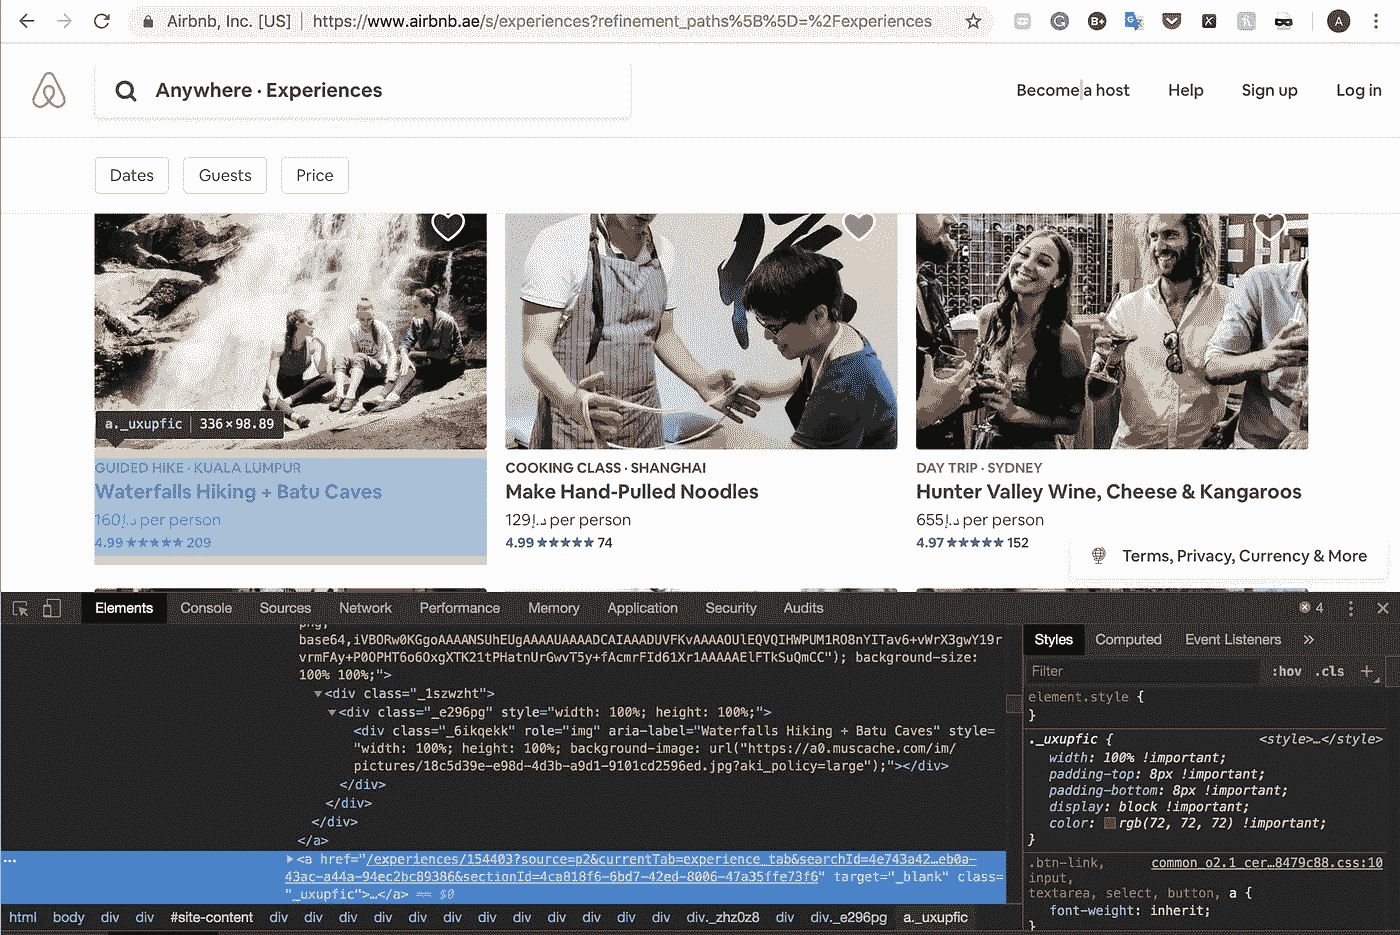 Airbnb, Inc. [US] | https://www.airbnb.ae/s/experiences?refinement_paths%5B%5D=%2Fexperiences
B+
A
Anywhere · Experiences
Become a host Help Sign up Log in
Dates Guests Price
a._uxupfic | 336×98.89
GUIDED HIKE · KUALA LUMPUR
Waterfalls Hiking + Batu Caves
160د.إ per person
4.99 ★★★★★ 209
COOKING CLASS · SHANGHAI
Make Hand-Pulled Noodles
129د.إ per person
4.99 ★★★★★ 74
DAY TRIP · SYDNEY
Hunter Valley Wine, Cheese & Kangaroos
655د.إ per person
4.97 ★★★★★ 152
Terms, Privacy, Currency & More
Elements Console Sources Network Performance Memory Application Security Audits 4
png;
base64,iVBORw0KGgoAAAANSUhEUgAAAAUAAAADCAIAAADUVFKvAAAAOUlEQVQIHWPUM1RO8nYITav6+vWrX3gwY19r
vrmFAy+P0OPHT6o6OxgXTK21tPHatnUrGwvT5y+fAcmrFId61Xr1AAAAAElFTkSuQmCC"); background-size:
100% 100%;">
▼<div class="_1szwzht">
▼<div class="_e296pg" style="width: 100%; height: 100%;">
<div class="_6ikqekk" role="img" aria-label="Waterfalls Hiking + Batu Caves" style=
"width: 100%; height: 100%; background-image: url("https://a0.muscache.com/im/
pictures/18c5d39e-e98d-4d3b-a9d1-9101cd2596ed.jpg?aki_policy=large");"></div>
</div>
</div>
</div>
</a>
▶<a href="/experiences/154403?source=p2&currentTab=experience_tab&searchId=4e743a42…eb0a-
43ac-a44a-94ec2bc89386&sectionId=4ca818f6-6bd7-42ed-8006-47a35ffe73f6" target="_blank" class=
"_uxupfic">…</a> == $0
html body div div #site-content div div div div div div div div div div div div div._zhz0z8 div div._e296pg a._uxupfic
Styles Computed Event Listeners »
Filter :hov .cls +
element.style {
}
._uxupfic { <style>…</style>
width: 100% !important;
padding-top: 8px !important;
padding-bottom: 8px !important;
display: block !important;
color: rgb(72, 72, 72) !important;
}
.btn-link, common_o2.1_cer…8479c88.css:10
input,
textarea, select, button, a {
font-weight: inherit;
}